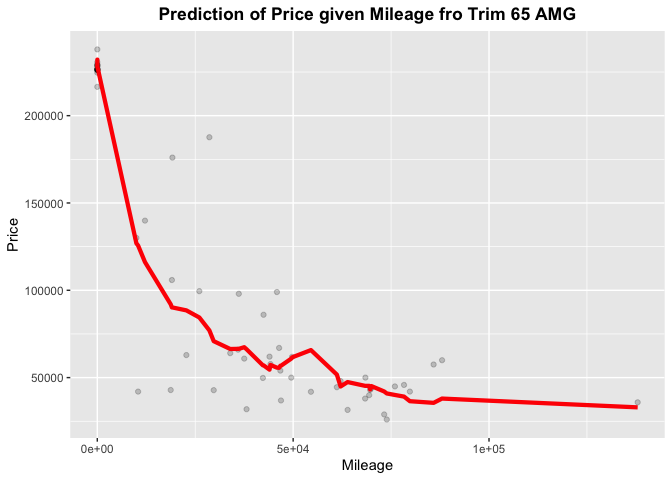 Prediction of Price given Mileage fro Trim 65 AMG
200000
150000
100000
50000
Price
0e+00 5e+04 1e+05
Mileage